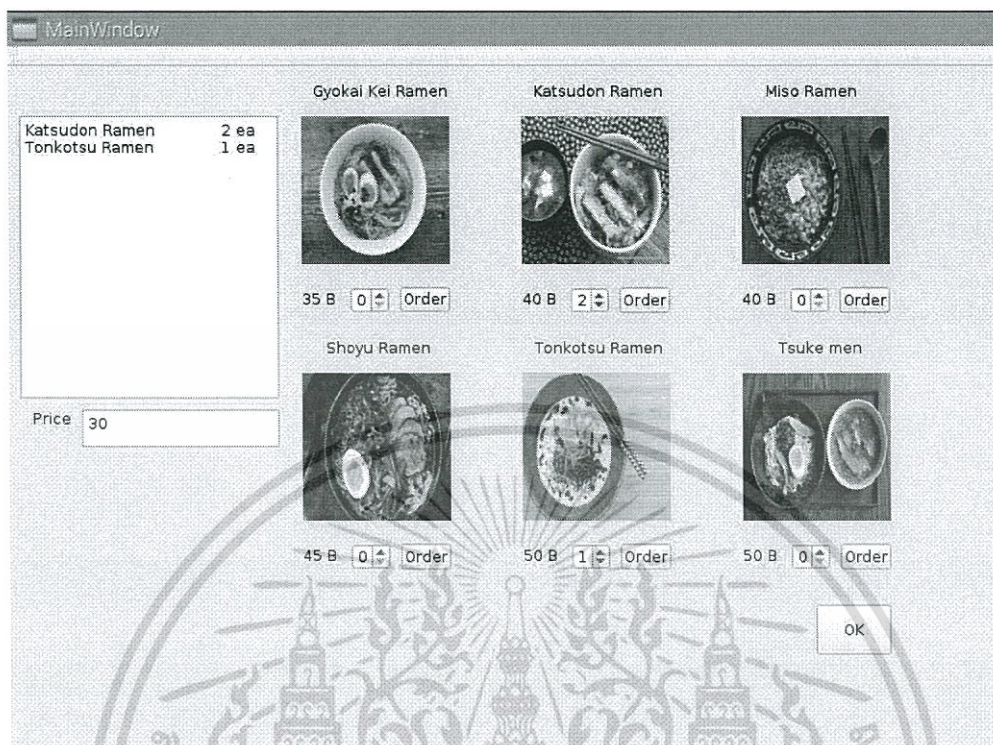 MainWindow
Gyokai Kei Ramen
Katsudon Ramen
Miso Ramen
Katsudon Ramen 2 ea
Tonkotsu Ramen 1 ea
35 B 0 Order
40 B 2 Order
40 B 0 Order
Shoyu Ramen
Tonkotsu Ramen
Tsuke men
Price 30
45 B 0 Order
50 B 1 Order
50 B 0 Order
OK